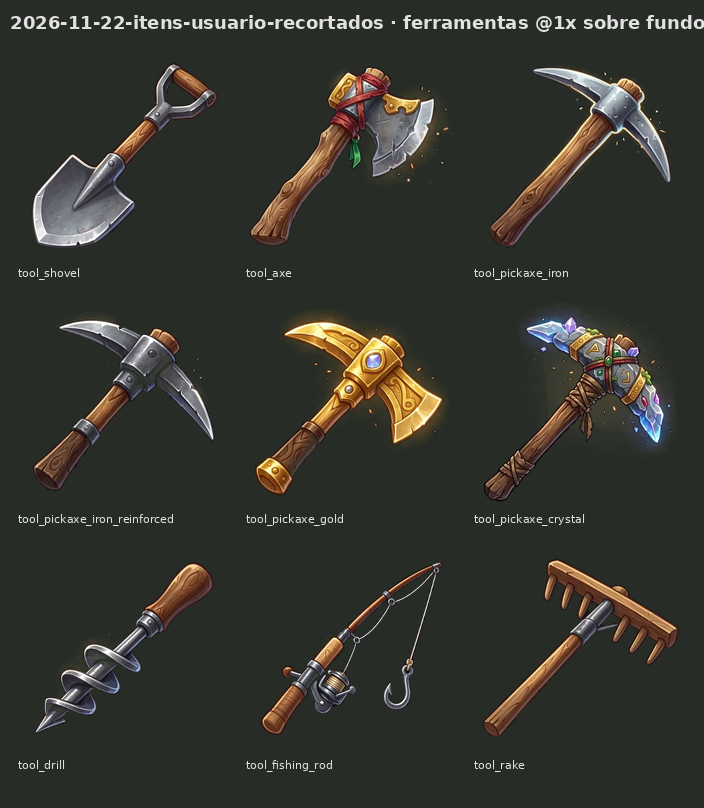 2026-11-22-itens-usuario-recortados · ferramentas @1x sobre fundo
tool_shovel
tool_axe
tool_pickaxe_iron
tool_pickaxe_iron_reinforced
tool_pickaxe_gold
tool_pickaxe_crystal
tool_drill
tool_fishing_rod
tool_rake